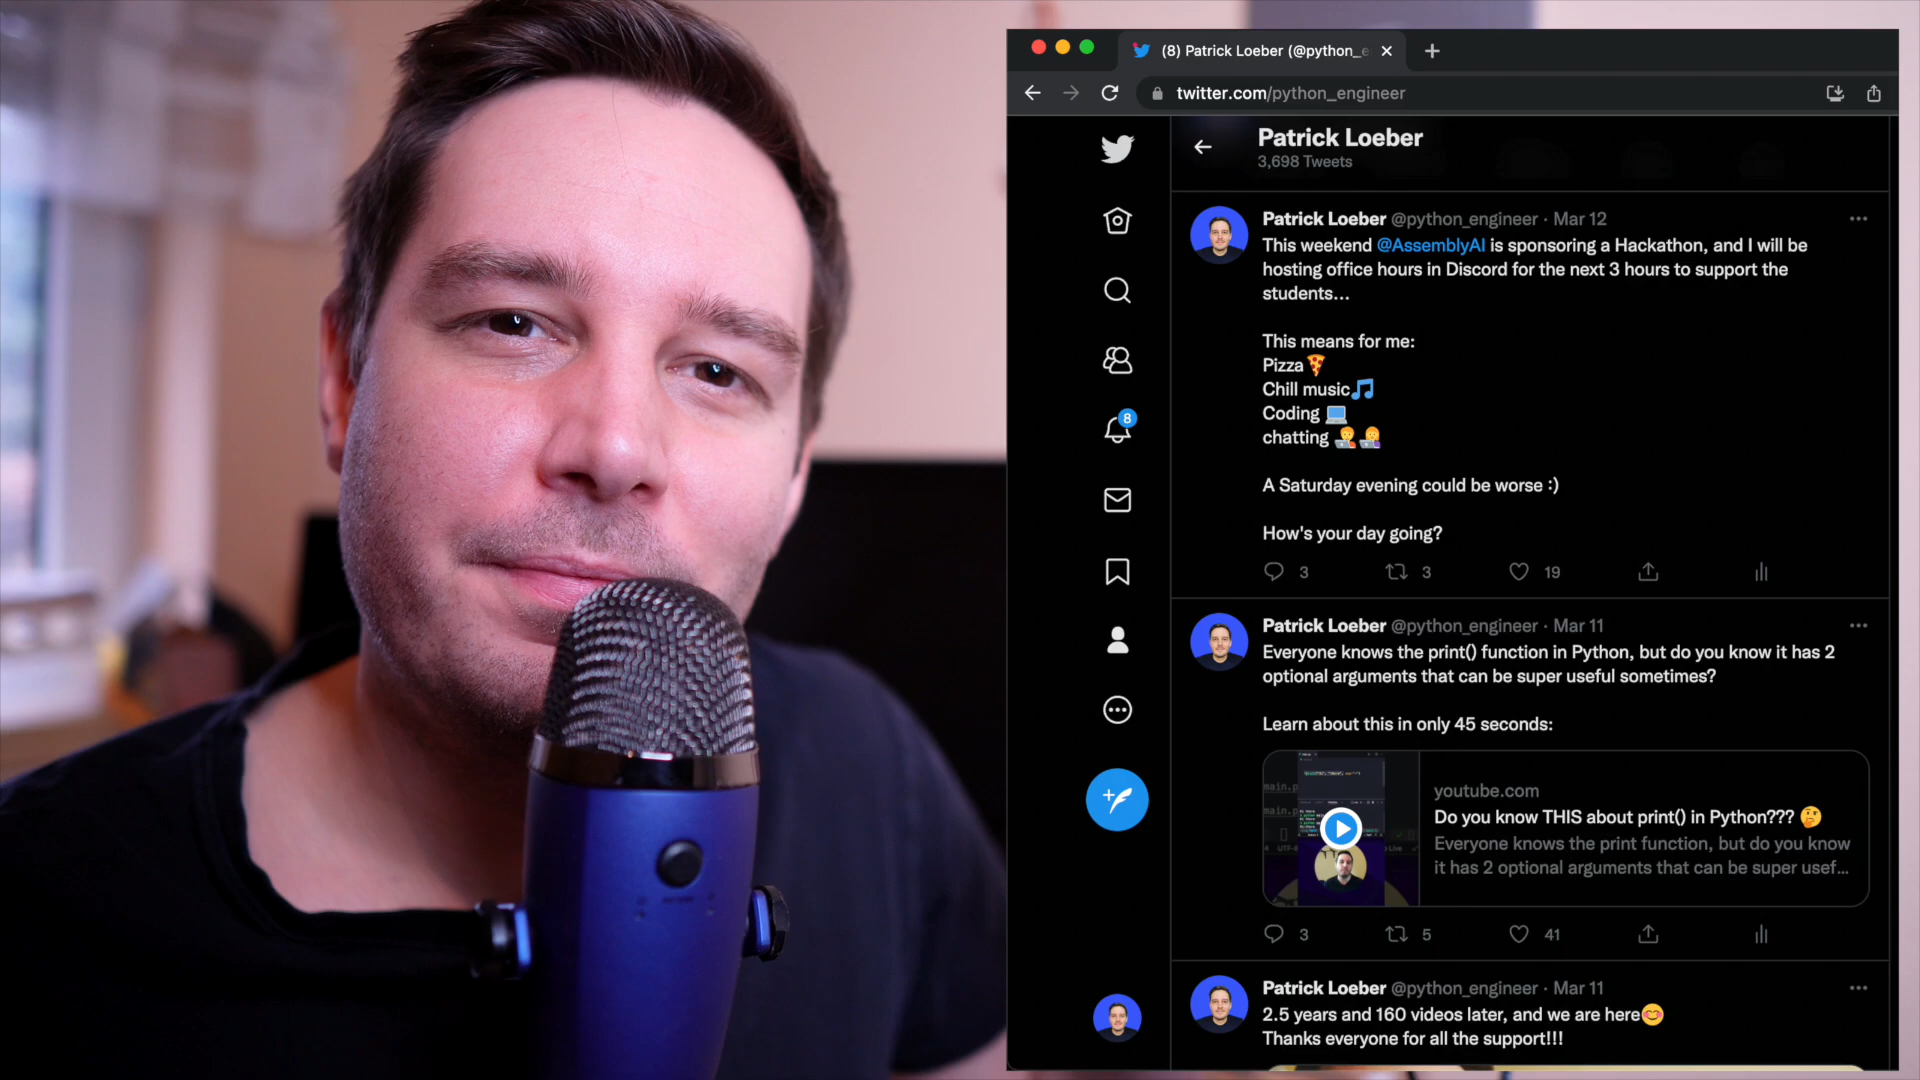 (8) Patrick Loeber (@python_e
twitter.com/python_engineer
Patrick Loeber
3,698 Tweets
Patrick Loeber @python_engineer · Mar 12
This weekend @AssemblyAI is sponsoring a Hackathon, and I will be
hosting office hours in Discord for the next 3 hours to support the
students...
This means for me:
Pizza🍕
Chill music🎵
Coding 💻
chatting 🧑‍💻👩‍💻
A Saturday evening could be worse :)
How's your day going?
3 3 19
8
Patrick Loeber @python_engineer · Mar 11
Everyone knows the print() function in Python, but do you know it has 2
optional arguments that can be super useful sometimes?
Learn about this in only 45 seconds:
youtube.com
Do you know THIS about print() in Python??? 🤔
Everyone knows the print function, but do you know
it has 2 optional arguments that can be super usef...
main.p
main.p
3 5 41
Patrick Loeber @python_engineer · Mar 11
2.5 years and 160 videos later, and we are here😊
Thanks everyone for all the support!!!